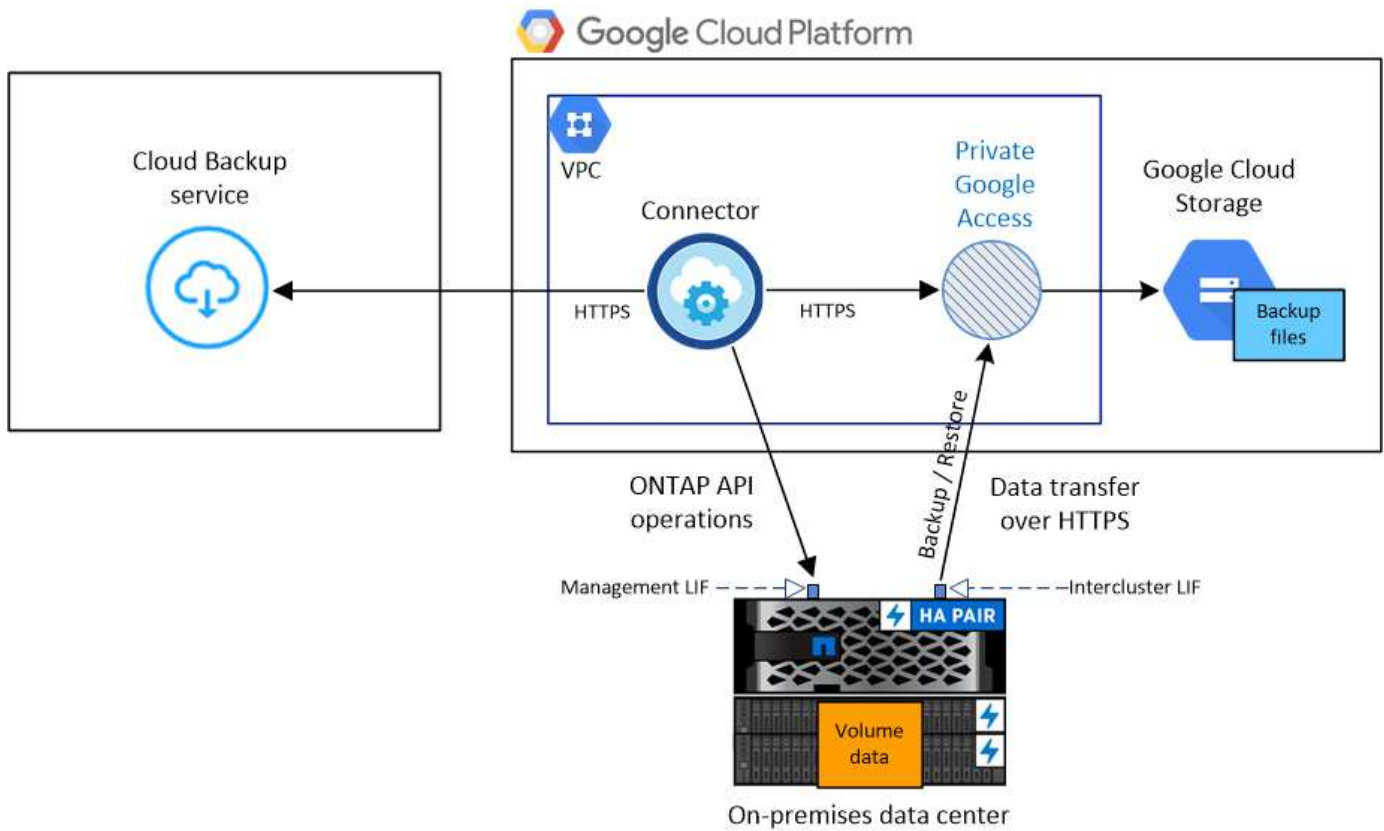 Google Cloud Platform
Cloud Backup
service
VPC
Connector
Private
Google
Access
Google Cloud
Storage
HTTPS
HTTPS
Backup
files
ONTAP API
operations
Backup / Restore
Data transfer
over HTTPS
Management LIF
Intercluster LIF
HA PAIR
Volume
data
On-premises data center